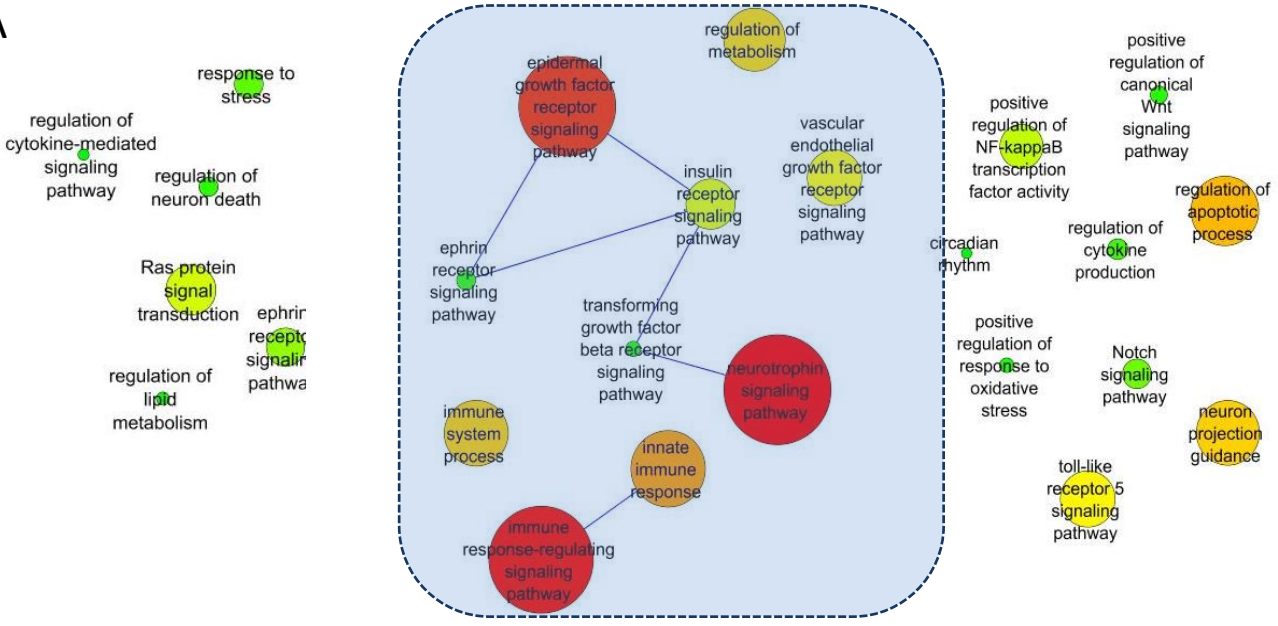 A
response to
stress
regulation of
cytokine-mediated
signaling
pathway
regulation of
neuron death
Ras protein
signal
transduction
ephrin
recepto
signalin
pathwa
regulation of
lipid
metabolism
regulation of
metabolism
epidermal
growth factor
receptor
signaling
pathway
vascular
endothelial
growth factor
receptor
signaling
pathway
insulin
receptor
signaling
pathway
ephrin
receptor
signaling
pathway
transforming
growth factor
beta receptor
signaling
pathway
neurotrophin
signaling
pathway
immune
system
process
innate
immune
response
immune
response-regulating
signaling
pathway
positive
regulation of
canonical
Wnt
signaling
pathway
positive
regulation of
NF-kappaB
transcription
factor activity
regulation of
apoptotic
process
circadian
rhythm
regulation of
cytokine
production
positive
regulation of
response to
oxidative
stress
Notch
signaling
pathway
neuron
projection
guidance
toll-like
receptor 5
signaling
pathway